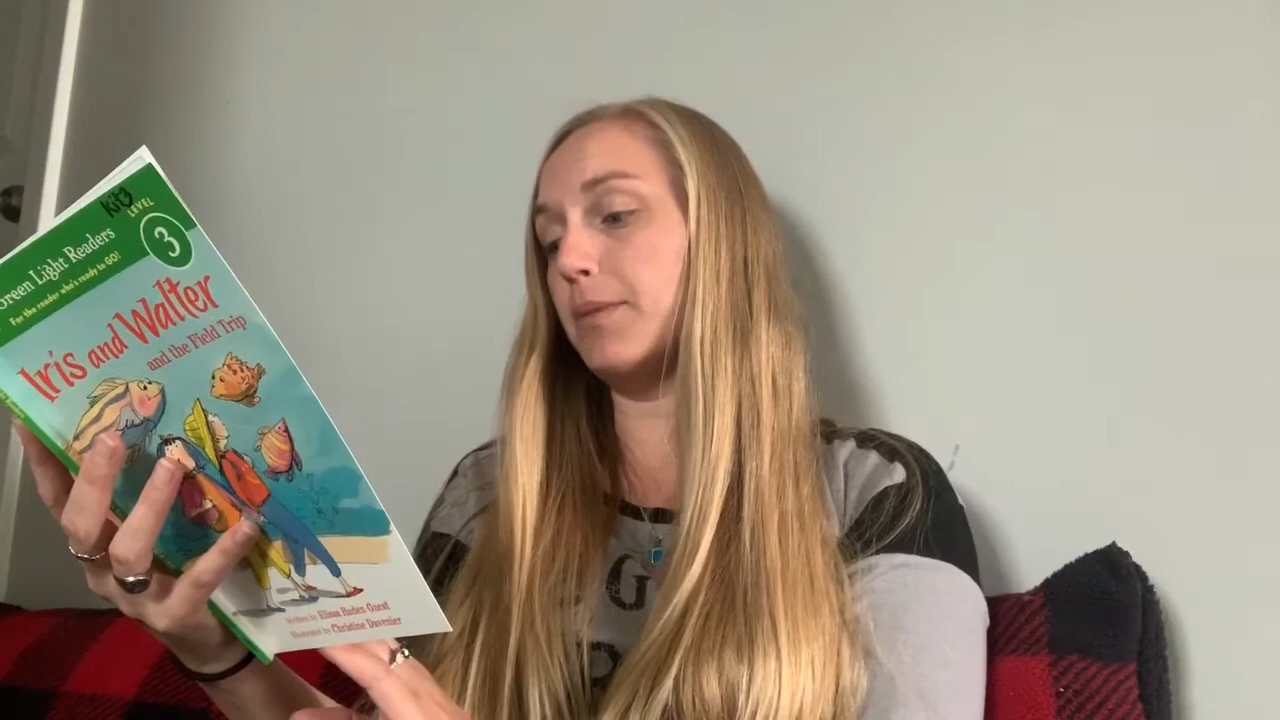 Kit3
LEVEL
3
Green Light Readers
For the reader who's ready to GO!
Iris and Walter
and the Field Trip
Written by Elissa Haden Guest
Illustrated by Christine Davenier
G